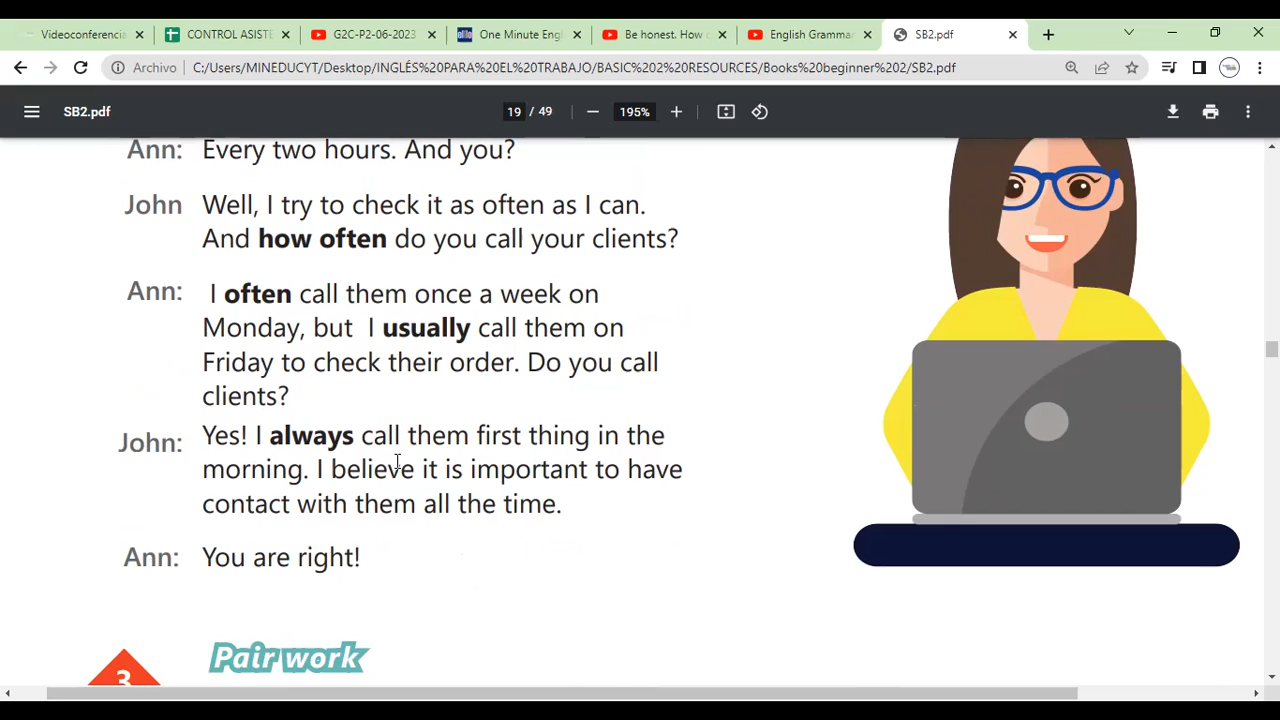 Videoconferencia
CONTROL ASISTE
G2C-P2-06-2023
One Minute Eng
Be honest. How
English Grammar
SB2.pdf
Archivo C:/Users/MINEDUCYT/Desktop/INGLÉS%20PARA%20EL%20TRABAJO/BASIC%202%20RESOURCES/Books%20beginner%202/SB2.pdf
SB2.pdf
19 / 49
195%
Ann: Every two hours. And you?
John Well, I try to check it as often as I can.
And how often do you call your clients?
Ann: I often call them once a week on
Monday, but I usually call them on
Friday to check their order. Do you call
clients?
John: Yes! I always call them first thing in the
morning. I believe it is important to have
contact with them all the time.
Ann: You are right!
3 Pair work